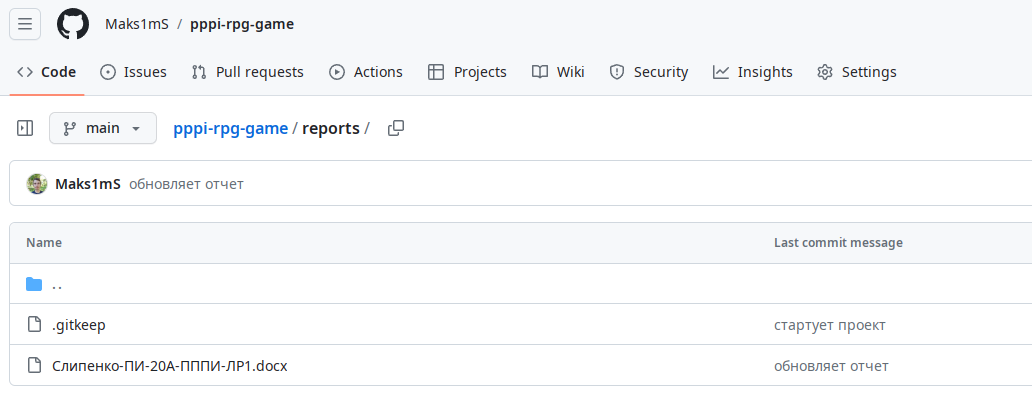 Maks1mS / pppi-rpg-game
Code Issues Pull requests Actions Projects Wiki Security Insights Settings
main pppi-rpg-game / reports /
Maks1mS обновляет отчет
Name Last commit message
..
.gitkeep стартует проект
Слипенко-ПИ-20А-ПППИ-ЛР1.docx обновляет отчет